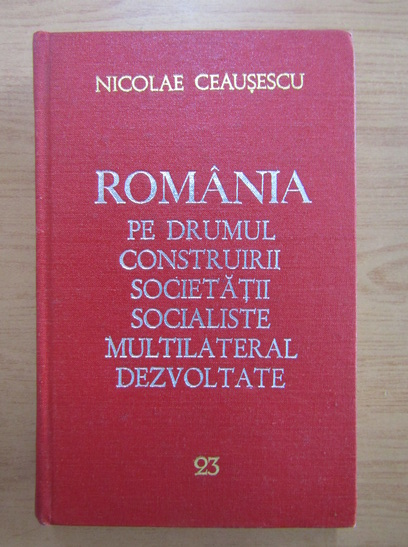 NICOLAE CEAUȘESCU
ROMÂNIA
PE DRUMUL
CONSTRUIRII
SOCIETĂȚII
SOCIALISTE
MULTILATERAL
DEZVOLTATE
23